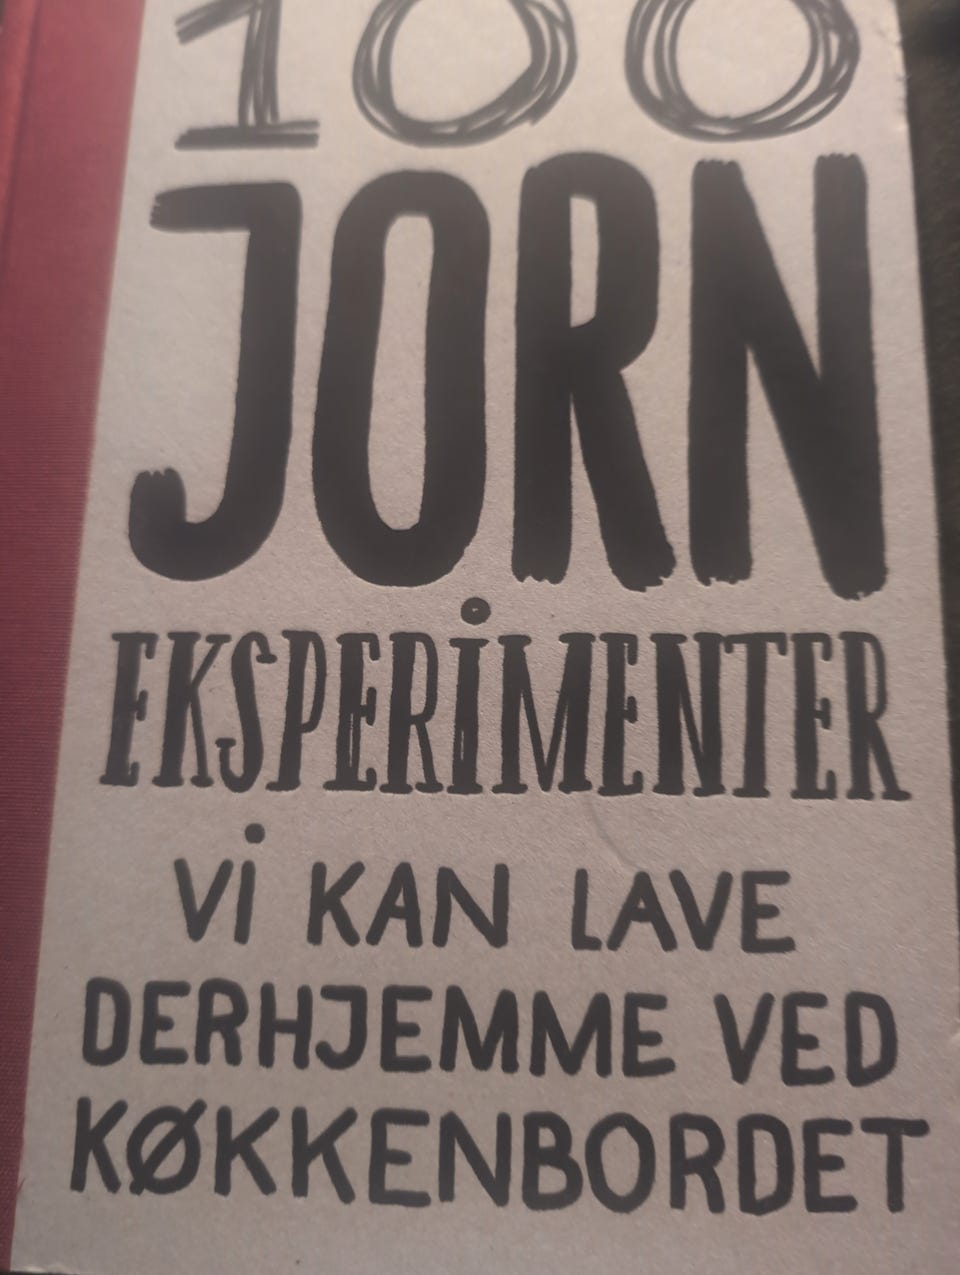 100
JORN
EKSPERiMENTER
Vi KAN LAVE
DERHJEMME VED
KØKKENBORDET